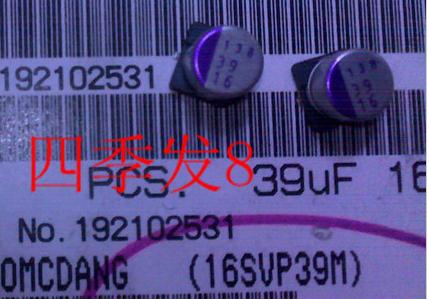 138
39
16
138
39
16
192102531
四季发8
PCS. 39uF 16
No. 192102531
OMCDANG (16SVP39M)